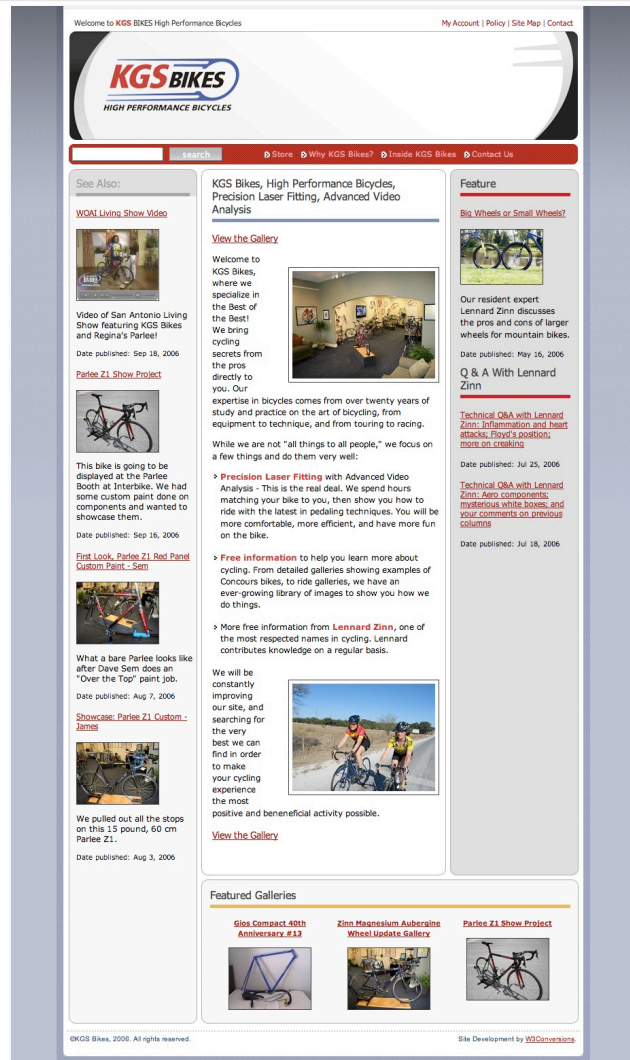 Welcome to KGS BIKES High Performance Bicycles
My Account | Policy | Site Map | Contact
KGS BIKES
HIGH PERFORMANCE BICYCLES
search
Store
Why KGS Bikes?
Inside KGS Bikes
Contact Us
See Also:
WOAI Living Show Video
Video of San Antonio Living
Show featuring KGS Bikes
and Regina's Parlee!
Date published: Sep 18, 2006
Parlee Z1 Show Project
This bike is going to be
displayed at the Parlee
Booth at Interbike. We had
some custom paint done on
components and wanted to
showcase them.
Date published: Sep 16, 2006
First Look, Parlee Z1 Red Panel
Custom Paint - Sem
What a bare Parlee looks like
after Dave Sem does an
"Over the Top" paint job.
Date published: Aug 7, 2006
Showcase: Parlee Z1 Custom -
James
We pulled out all the stops
on this 15 pound, 60 cm
Parlee Z1.
Date published: Aug 3, 2006
KGS Bikes, High Performance Bicycles,
Precision Laser Fitting, Advanced Video
Analysis
View the Gallery
Welcome to
KGS Bikes,
where we
specialize in
the Best of
the Best!
We bring
cycling
secrets from
the pros
directly to
you. Our
expertise in bicycles comes from over twenty years of
study and practice on the art of bicycling, from
equipment to technique, and from touring to racing.
While we are not "all things to all people," we focus on
a few things and do them very well:
Precision Laser Fitting with Advanced Video
Analysis - This is the real deal. We spend hours
matching your bike to you, then show you how to
ride with the latest in pedaling techniques. You will be
more comfortable, more efficient, and have more fun
on the bike.
Free information to help you learn more about
cycling. From detailed galleries showing examples of
Concours bikes, to ride galleries, we have an
ever-growing library of images to show you how we
do things.
More free information from Lennard Zinn, one of
the most respected names in cycling. Lennard
contributes knowledge on a regular basis.
We will be
constantly
improving
our site, and
searching for
the very
best we can
find in order
to make
your cycling
experience
the most
positive and beneneficial activity possible.
View the Gallery
Feature
Big Wheels or Small Wheels?
Our resident expert
Lennard Zinn discusses
the pros and cons of larger
wheels for mountain bikes.
Date published: May 16, 2006
Q & A With Lennard
Zinn
Technical Q&A with Lennard
Zinn: Inflammation and heart
attacks; Floyd's position;
more on creaking
Date published: Jul 25, 2006
Technical Q&A with Lennard
Zinn: Aero components;
mysterious white boxes; and
your comments on previous
columns
Date published: Jul 18, 2006
Featured Galleries
Gios Compact 40th
Anniversary #13
Zinn Magnesium Aubergine
Wheel Update Gallery
Parlee Z1 Show Project
©KGS Bikes, 2006. All rights reserved.
Site Development by W3Conversions.